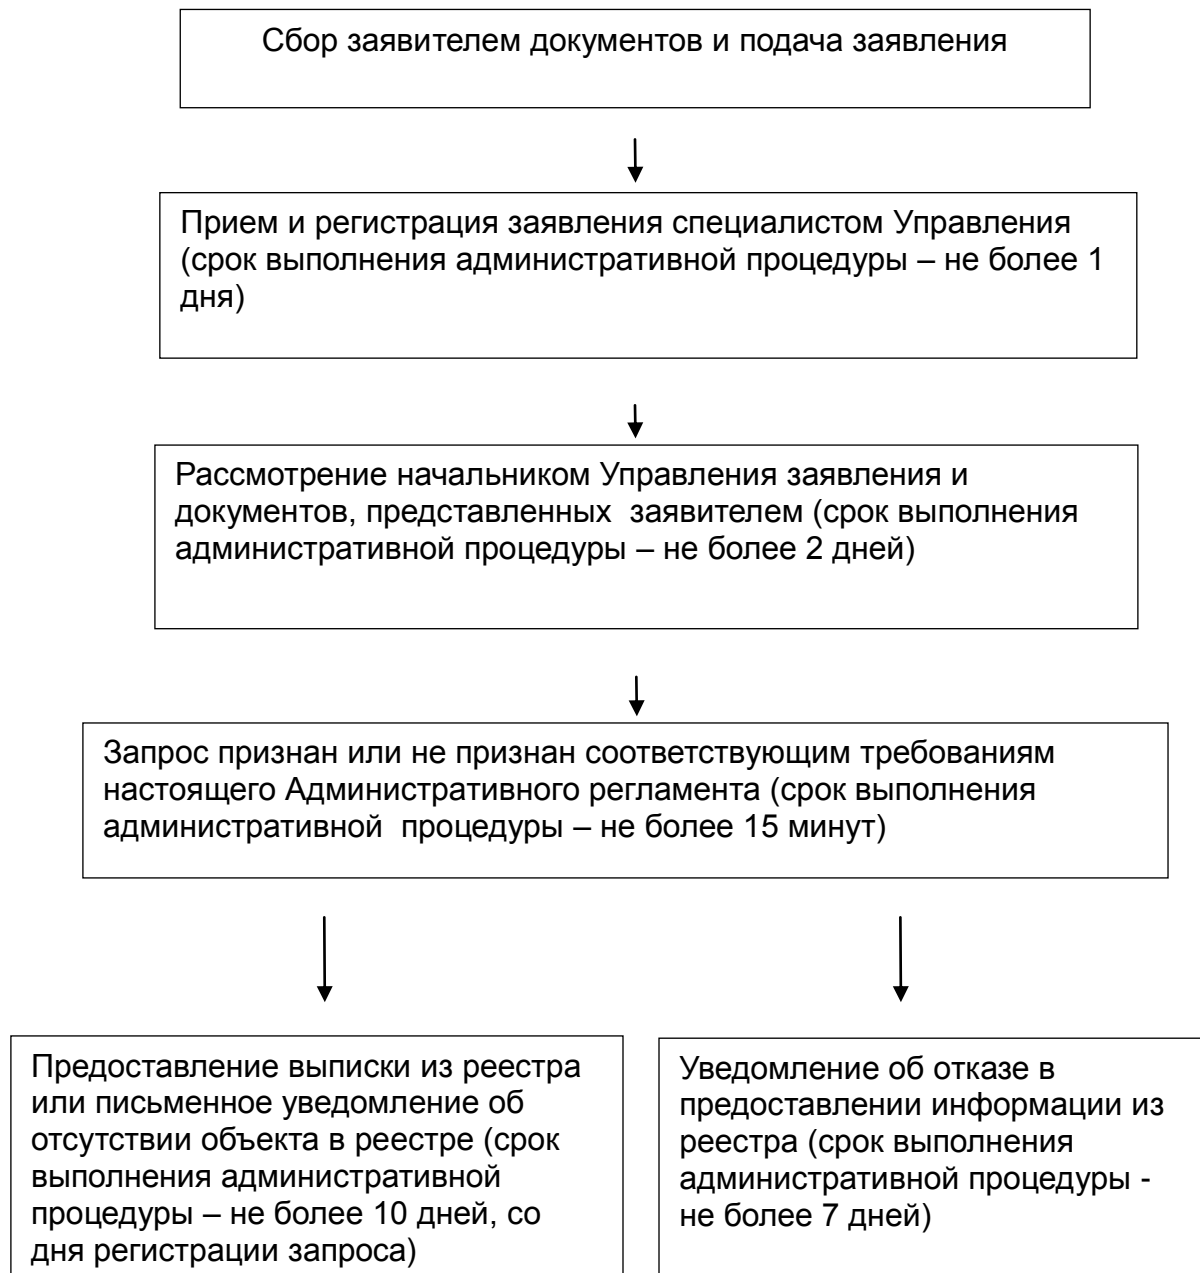 Сбор заявителем документов и подача заявления
Прием и регистрация заявления специалистом Управления
(срок выполнения административной процедуры – не более 1
дня)
Рассмотрение начальником Управления заявления и
документов, представленных  заявителем (срок выполнения
административной процедуры – не более 2 дней)
Запрос признан или не признан соответствующим требованиям
настоящего Административного регламента (срок выполнения
административной  процедуры – не более 15 минут)
Предоставление выписки из реестра
или письменное уведомление об
отсутствии объекта в реестре (срок
выполнения административной
процедуры – не более 10 дней, со
дня регистрации запроса)
Уведомление об отказе в
предоставлении информации из
реестра (срок выполнения
административной процедуры -
не более 7 дней)